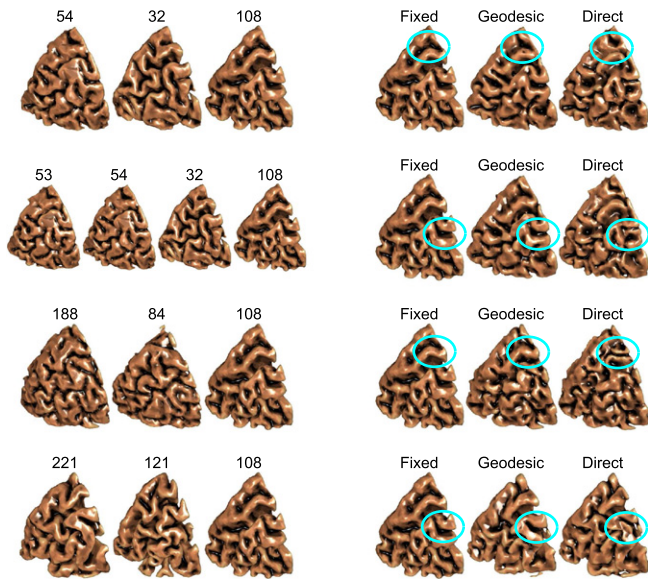 54 32 108 Fixed Geodesic Direct
53 54 32 108 Fixed Geodesic Direct
188 84 108 Fixed Geodesic Direct
221 121 108 Fixed Geodesic Direct